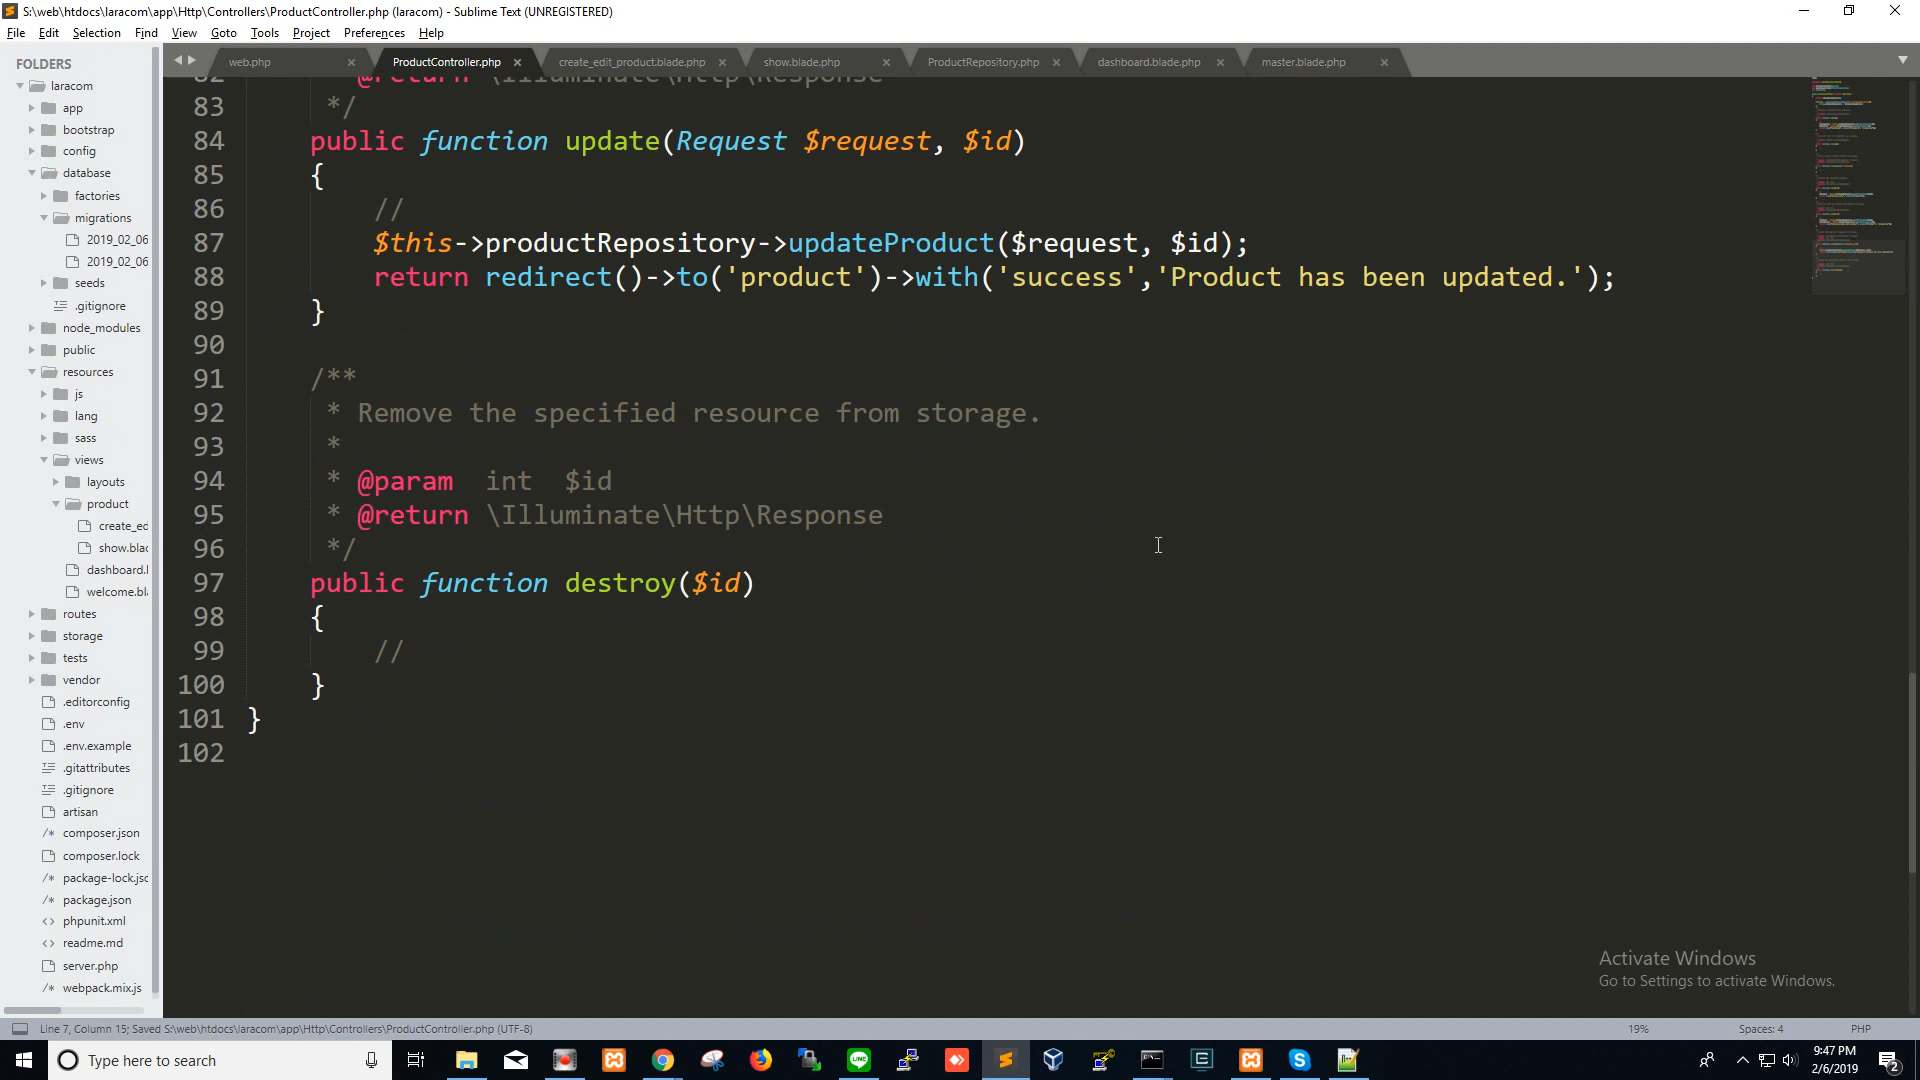 S:\web\htdocs\laracom\app\Http\Controllers\ProductController.php (laracom) - Sublime Text (UNREGISTERED)
File Edit Selection Find View Goto Tools Project Preferences Help
FOLDERS
laracom
app
bootstrap
config
database
factories
migrations
2019_02_06
2019_02_06
seeds
.gitignore
node_modules
public
resources
js
lang
sass
views
layouts
product
create_ed
show.blac
dashboard.l
welcome.bl
routes
storage
tests
vendor
.editorconfig
.env
.env.example
.gitattributes
.gitignore
artisan
/* composer.json
composer.lock
/* package-lock.jsc
/* package.json
<> phpunit.xml
<> readme.md
server.php
/* webpack.mix.js
web.php ProductController.php create_edit_product.blade.php show.blade.php ProductRepository.php dashboard.blade.php master.blade.php
82 @return \Illuminate\Http\Response
83 */
84 public function update(Request $request, $id)
85 {
86 //
87 $this->productRepository->updateProduct($request, $id);
88 return redirect()->to('product')->with('success','Product has been updated.');
89 }
90
91 /**
92 * Remove the specified resource from storage.
93 *
94 * @param int $id
95 * @return \Illuminate\Http\Response
96 */
97 public function destroy($id)
98 {
99 //
100 }
101 }
102
Activate Windows
Go to Settings to activate Windows.
Line 7, Column 15; Saved S:\web\htdocs\laracom\app\Http\Controllers\ProductController.php (UTF-8) 19% Spaces: 4 PHP
Type here to search
9:47 PM
2/6/2019
2